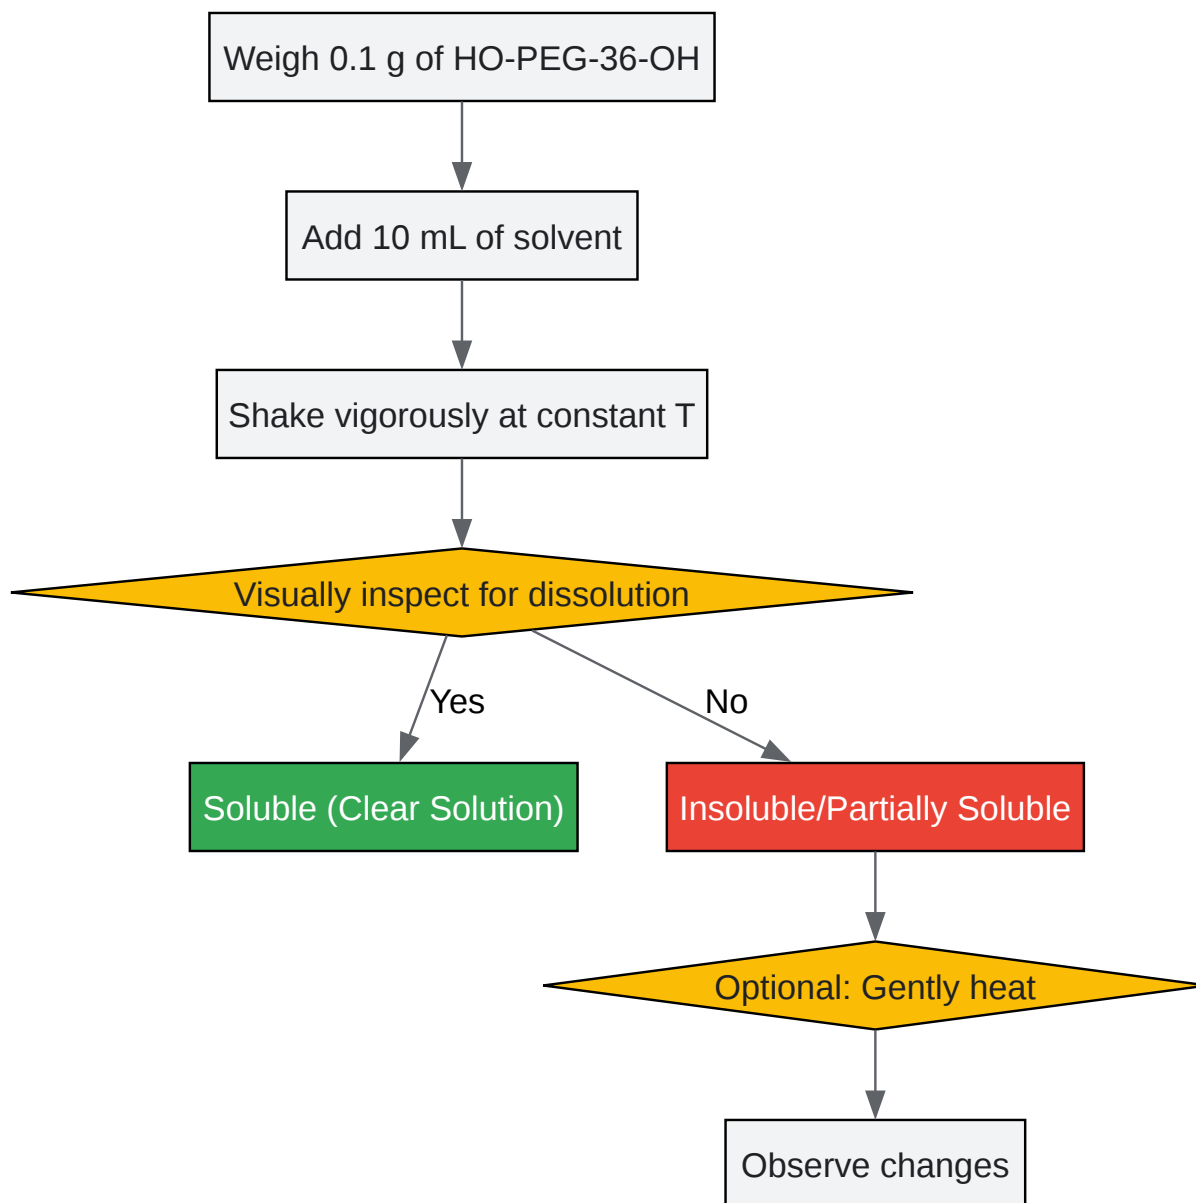 Weigh 0.1 g of HO-PEG-36-OH
Add 10 mL of solvent
Shake vigorously at constant T
Visually inspect for dissolution
Yes
No
Soluble (Clear Solution)
Insoluble/Partially Soluble
Optional: Gently heat
Observe changes